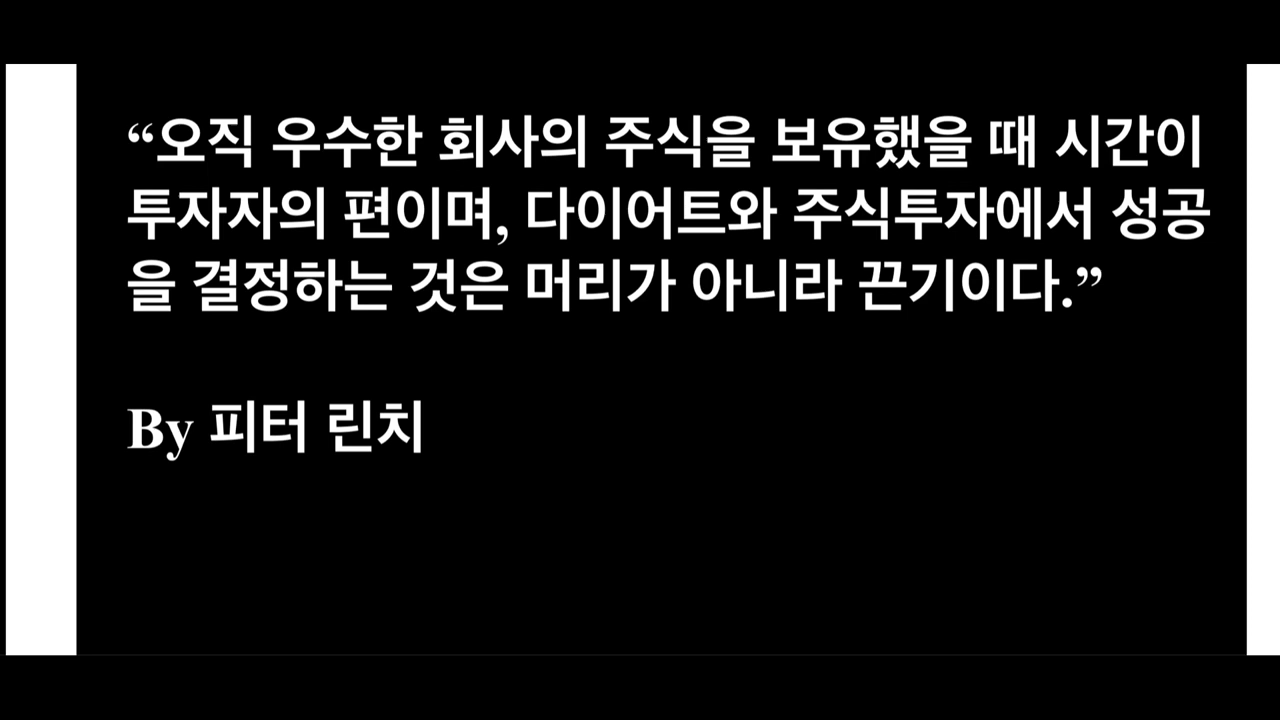 “오직 우수한 회사의 주식을 보유했을 때 시간이
투자자의 편이며, 다이어트와 주식투자에서 성공
을 결정하는 것은 머리가 아니라 끈기이다.”
By 피터 린치